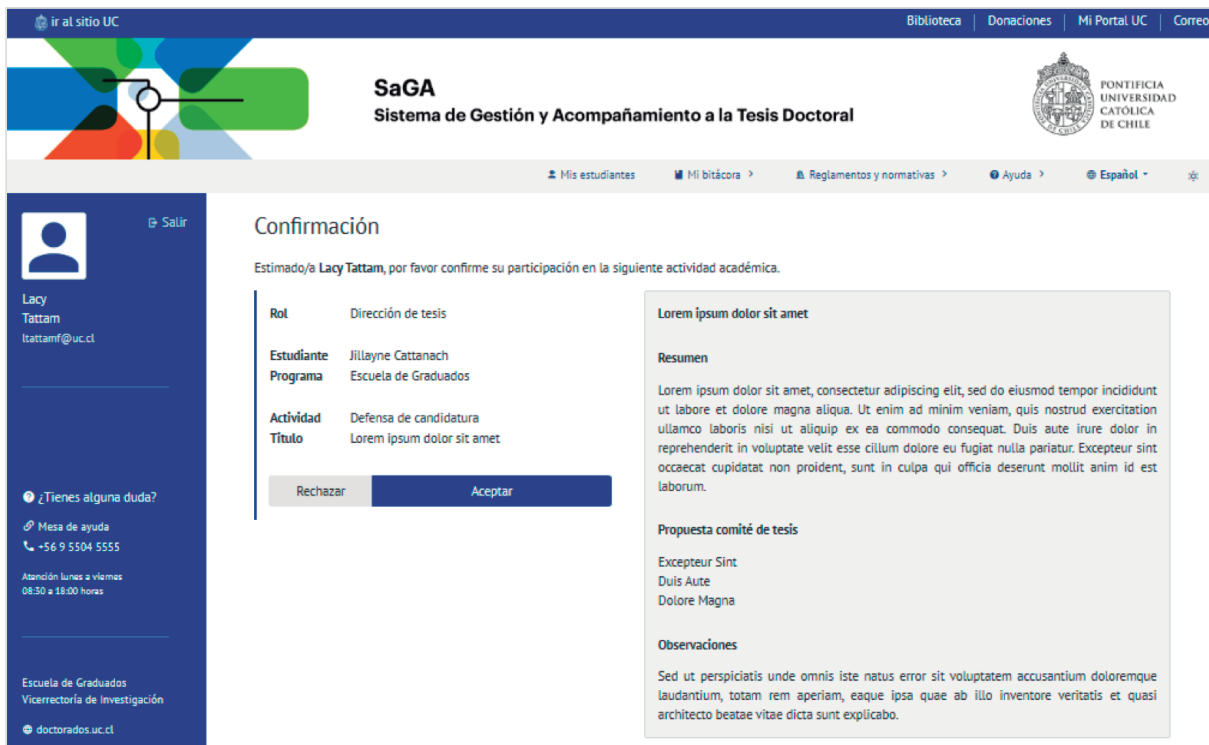 ir al sitio UC
Biblioteca | Donaciones | Mi Portal UC | Correo
SaGA
Sistema de Gestión y Acompañamiento a la Tesis Doctoral
PONTIFICIA
UNIVERSIDAD
CATÓLICA
DE CHILE
Mis estudiantes
Mi bitácora >
Reglamentos y normativas >
Ayuda >
Español
Salir
Lacy
Tattam
ltattamf@uc.cl
¿Tienes alguna duda?
Mesa de ayuda
+56 9 5504 5555
Atención lunes a viernes
08:30 a 18:00 horas
Escuela de Graduados
Vicerrectoría de Investigación
doctorados.uc.cl
Confirmación
Estimado/a Lacy Tattam, por favor confirme su participación en la siguiente actividad académica.
Rol Dirección de tesis
Estudiante Jillayne Cattanach
Programa Escuela de Graduados
Actividad Defensa de candidatura
Título Lorem ipsum dolor sit amet
Rechazar Aceptar
Lorem ipsum dolor sit amet
Resumen
Lorem ipsum dolor sit amet, consectetur adipiscing elit, sed do eiusmod tempor incididunt
ut labore et dolore magna aliqua. Ut enim ad minim veniam, quis nostrud exercitation
ullamco laboris nisi ut aliquip ex ea commodo consequat. Duis aute irure dolor in
reprehenderit in voluptate velit esse cillum dolore eu fugiat nulla pariatur. Excepteur sint
occaecat cupidatat non proident, sunt in culpa qui officia deserunt mollit anim id est
laborum.
Propuesta comité de tesis
Excepteur Sint
Duis Aute
Dolore Magna
Observaciones
Sed ut perspiciatis unde omnis iste natus error sit voluptatem accusantium doloremque
laudantium, totam rem aperiam, eaque ipsa quae ab illo inventore veritatis et quasi
architecto beatae vitae dicta sunt explicabo.